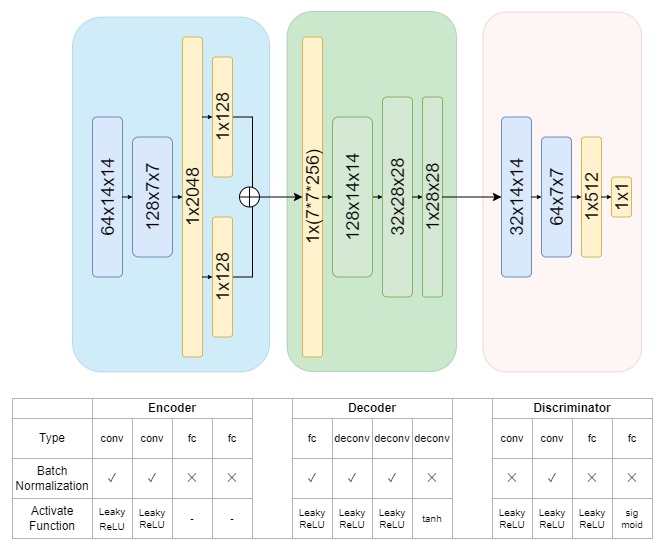 64x14x14
128x7x7
1x2048
1x128
1x128
1x(7*7*256)
128x14x14
32x28x28
1x28x28
32x14x14
64x7x7
1x512
1x1
Encoder Decoder Discriminator
Type conv conv fc fc fc deconv deconv deconv conv conv fc fc
Batch
Normalization ✓ ✓ ✕ ✕ ✓ ✓ ✓ ✕ ✕ ✓ ✕ ✕
Activate Leaky Leaky - - Leaky Leaky Leaky tanh Leaky Leaky Leaky sig
Function ReLU ReLU ReLU ReLU ReLU ReLU ReLU ReLU moid